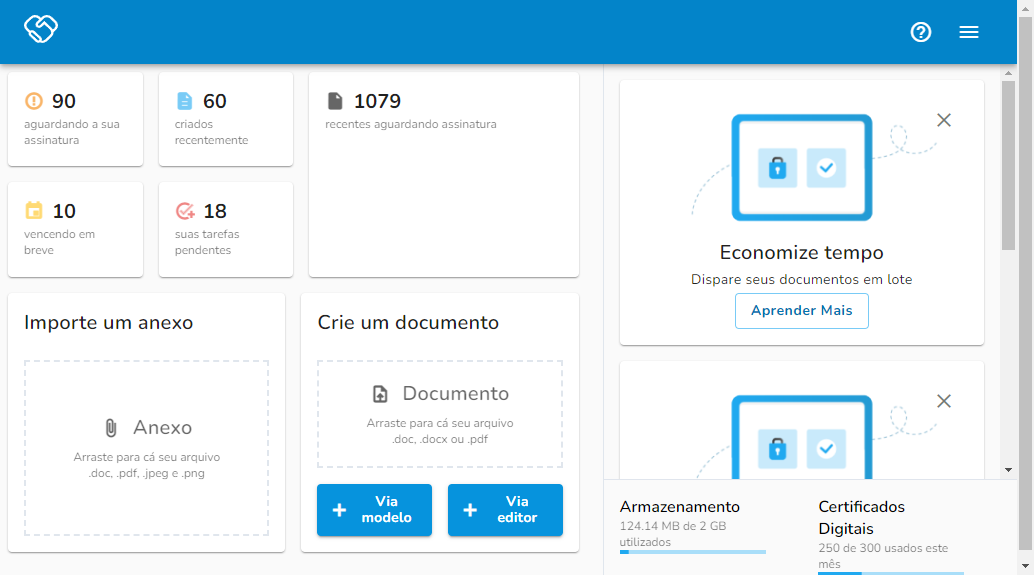 90
aguardando a sua
assinatura
60
criados
recentemente
1079
recentes aguardando assinatura
10
vencendo em
breve
18
suas tarefas
pendentes
Importe um anexo
Anexo
Arraste para cá seu arquivo
.doc, .pdf, .jpeg e .png
Crie um documento
Documento
Arraste para cá seu arquivo
.doc, .docx ou .pdf
Via
modelo
Via
editor
Economize tempo
Dispare seus documentos em lote
Aprender Mais
Armazenamento
124.14 MB de 2 GB
utilizados
Certificados
Digitais
250 de 300 usados este
mês